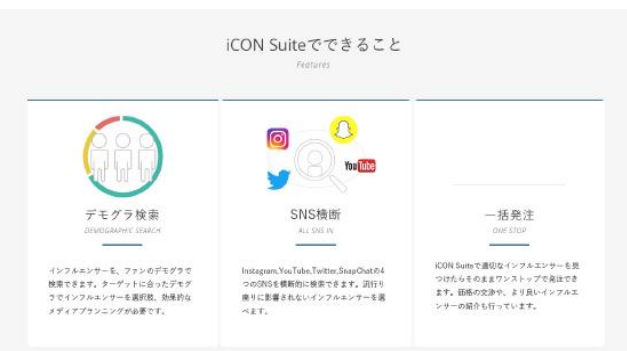 iCON Suiteでできること
Features
デモグラ検索
DEMOGRAPHIC SEARCH
インフルエンサーを、ファンのデモグラで
検索できます。ターゲットに合ったデモグ
ラでインフルエンサーを選択肢、効果的な
メディアプランニングが必要です。
You Tube
SNS横断
ALL SNS IN
Instagram,YouTube,Twitter,SnapChatの4
つのSNSを横断的に検索できます。流行り
廃りに影響されないインフルエンサーを選
べます。
一括発注
ONE STOP
iCON Suiteで適切なインフルエンサーを見
つけたらそのままワンストップで発注でき
ます。価格の交渉や、より良いインフルエ
ンサーの紹介も行っています。